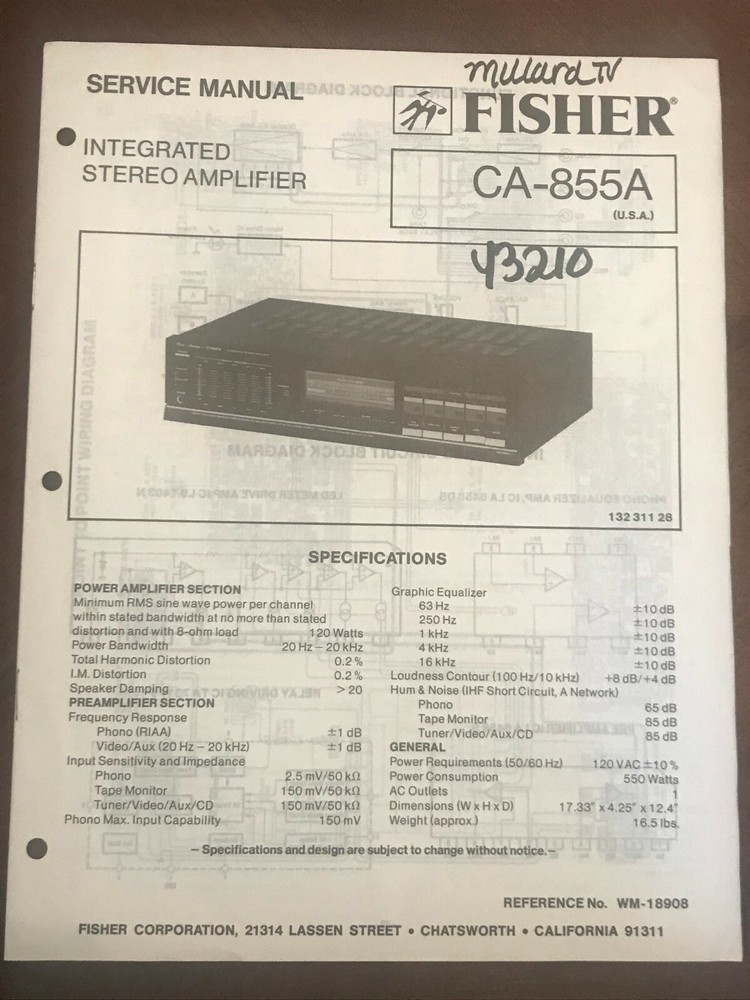 Millard TV
SERVICE MANUAL
FISHER®
INTEGRATED
STEREO AMPLIFIER
CA-855A
(U.S.A.)
43210
132 311 28
SPECIFICATIONS
POWER AMPLIFIER SECTION
Minimum RMS sine wave power per channel
within stated bandwidth at no more than stated
distortion and with 8-ohm load 120 Watts
Power Bandwidth 20 Hz – 20 kHz
Total Harmonic Distortion 0.2 %
I.M. Distortion 0.2 %
Speaker Damping > 20
PREAMPLIFIER SECTION
Frequency Response
Phono (RIAA) ±1 dB
Video/Aux (20 Hz – 20 kHz) ±1 dB
Input Sensitivity and Impedance
Phono 2.5 mV/50 kΩ
Tape Monitor 150 mV/50 kΩ
Tuner/Video/Aux/CD 150 mV/50 kΩ
Phono Max. Input Capability 150 mV
Graphic Equalizer
63 Hz ±10 dB
250 Hz ±10 dB
1 kHz ±10 dB
4 kHz ±10 dB
16 kHz ±10 dB
Loudness Contour (100 Hz/10 kHz) +8 dB/+4 dB
Hum & Noise (IHF Short Circuit, A Network)
Phono 65 dB
Tape Monitor 85 dB
Tuner/Video/Aux/CD 85 dB
GENERAL
Power Requirements (50/60 Hz) 120 VAC ±10 %
Power Consumption 550 Watts
AC Outlets 1
Dimensions (W x H x D) 17.33" x 4.25" x 12.4"
Weight (approx.) 16.5 lbs.
– Specifications and design are subject to change without notice. –
REFERENCE No. WM-18908
FISHER CORPORATION, 21314 LASSEN STREET • CHATSWORTH • CALIFORNIA 91311